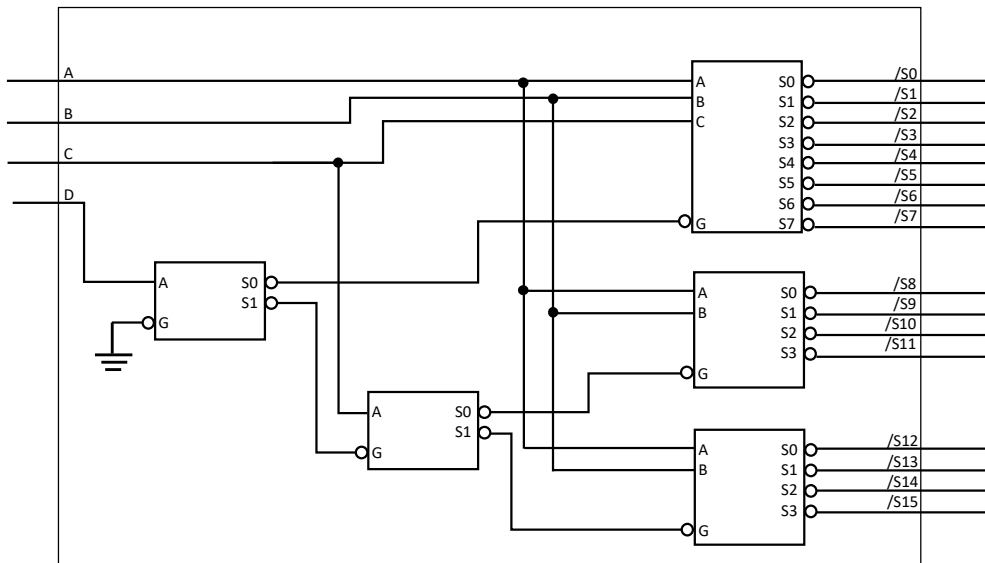 A
B
C
D
A
B
C
G
S0
S1
S2
S3
S4
S5
S6
S7
/S0
/S1
/S2
/S3
/S4
/S5
/S6
/S7
A
G
S0
S1
A
B
G
S0
S1
S2
S3
/S8
/S9
/S10
/S11
A
G
S0
S1
A
B
G
S0
S1
S2
S3
/S12
/S13
/S14
/S15